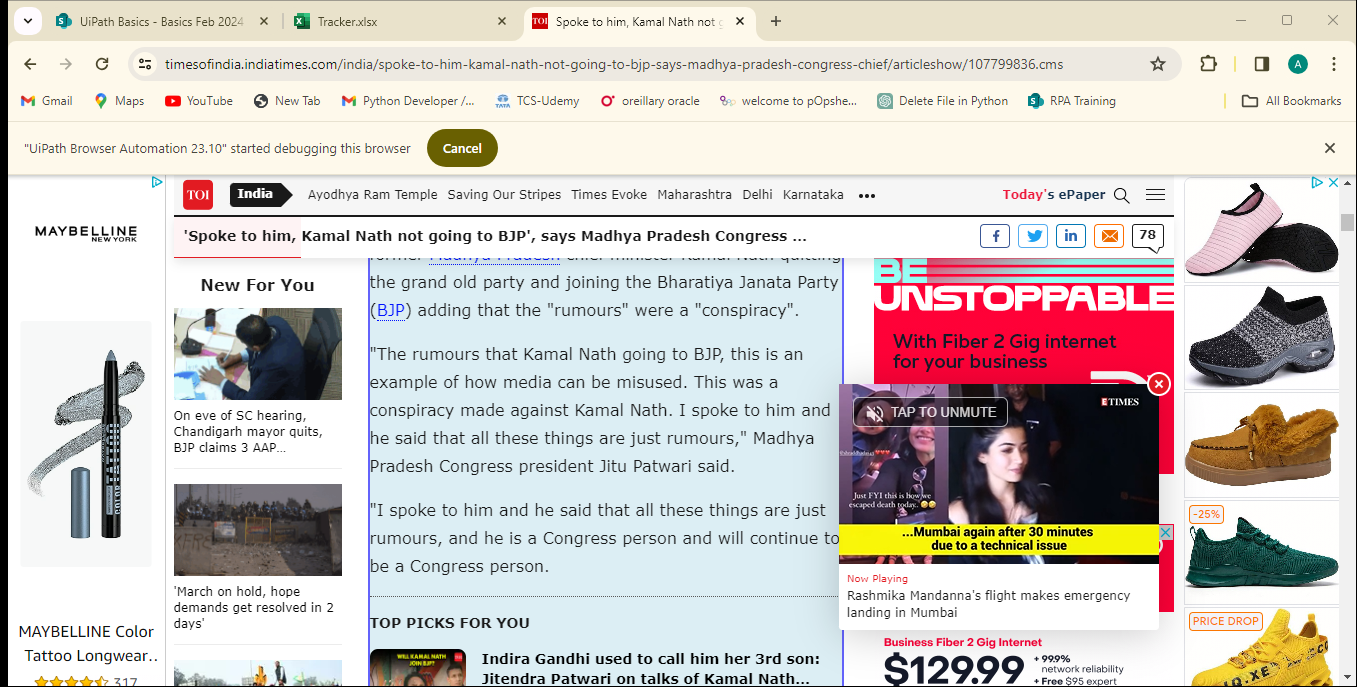 UiPath Basics - Basics Feb 2024
Tracker.xlsx
Spoke to him, Kamal Nath not g
timesofindia.indiatimes.com/india/spoke-to-him-kamal-nath-not-going-to-bjp-says-madhya-pradesh-congress-chief/articleshow/107799836.cms
A
Gmail
Maps
YouTube
New Tab
Python Developer /...
TCS-Udemy
oreillary oracle
welcome to pOpshe...
Delete File in Python
RPA Training
All Bookmarks
"UiPath Browser Automation 23.10" started debugging this browser
Cancel
TOI
India
Ayodhya Ram Temple
Saving Our Stripes
Times Evoke
Maharashtra
Delhi
Karnataka
Today's ePaper
'Spoke to him, Kamal Nath not going to BJP', says Madhya Pradesh Congress ...
78
MAYBELLINE
NEW YORK
MAYBELLINE Color
Tattoo Longwear..
317
New For You
On eve of SC hearing,
Chandigarh mayor quits,
BJP claims 3 AAP...
'March on hold, hope
demands get resolved in 2
days'
former Madhya Pradesh chief minister Kamal Nath quitting
the grand old party and joining the Bharatiya Janata Party
(BJP) adding that the "rumours" were a "conspiracy".
"The rumours that Kamal Nath going to BJP, this is an
example of how media can be misused. This was a
conspiracy made against Kamal Nath. I spoke to him and
he said that all these things are just rumours," Madhya
Pradesh Congress president Jitu Patwari said.
"I spoke to him and he said that all these things are just
rumours, and he is a Congress person and will continue to
be a Congress person.
TOP PICKS FOR YOU
WILL KAMAL NATH
JOIN BJP?
Indira Gandhi used to call him her 3rd son:
Jitendra Patwari on talks of Kamal Nath...
BE
UNSTOPPABLE
With Fiber 2 Gig internet
for your business
TAP TO UNMUTE
ETIMES
Just FYI this is how we
escaped death today..
...Mumbai again after 30 minutes
due to a technical issue
Now Playing
Rashmika Mandanna's flight makes emergency
landing in Mumbai
Business Fiber 2 Gig Internet
$129.99
+ 99.9%
network reliability
+ Free $95 expert
-25%
PRICE DROP